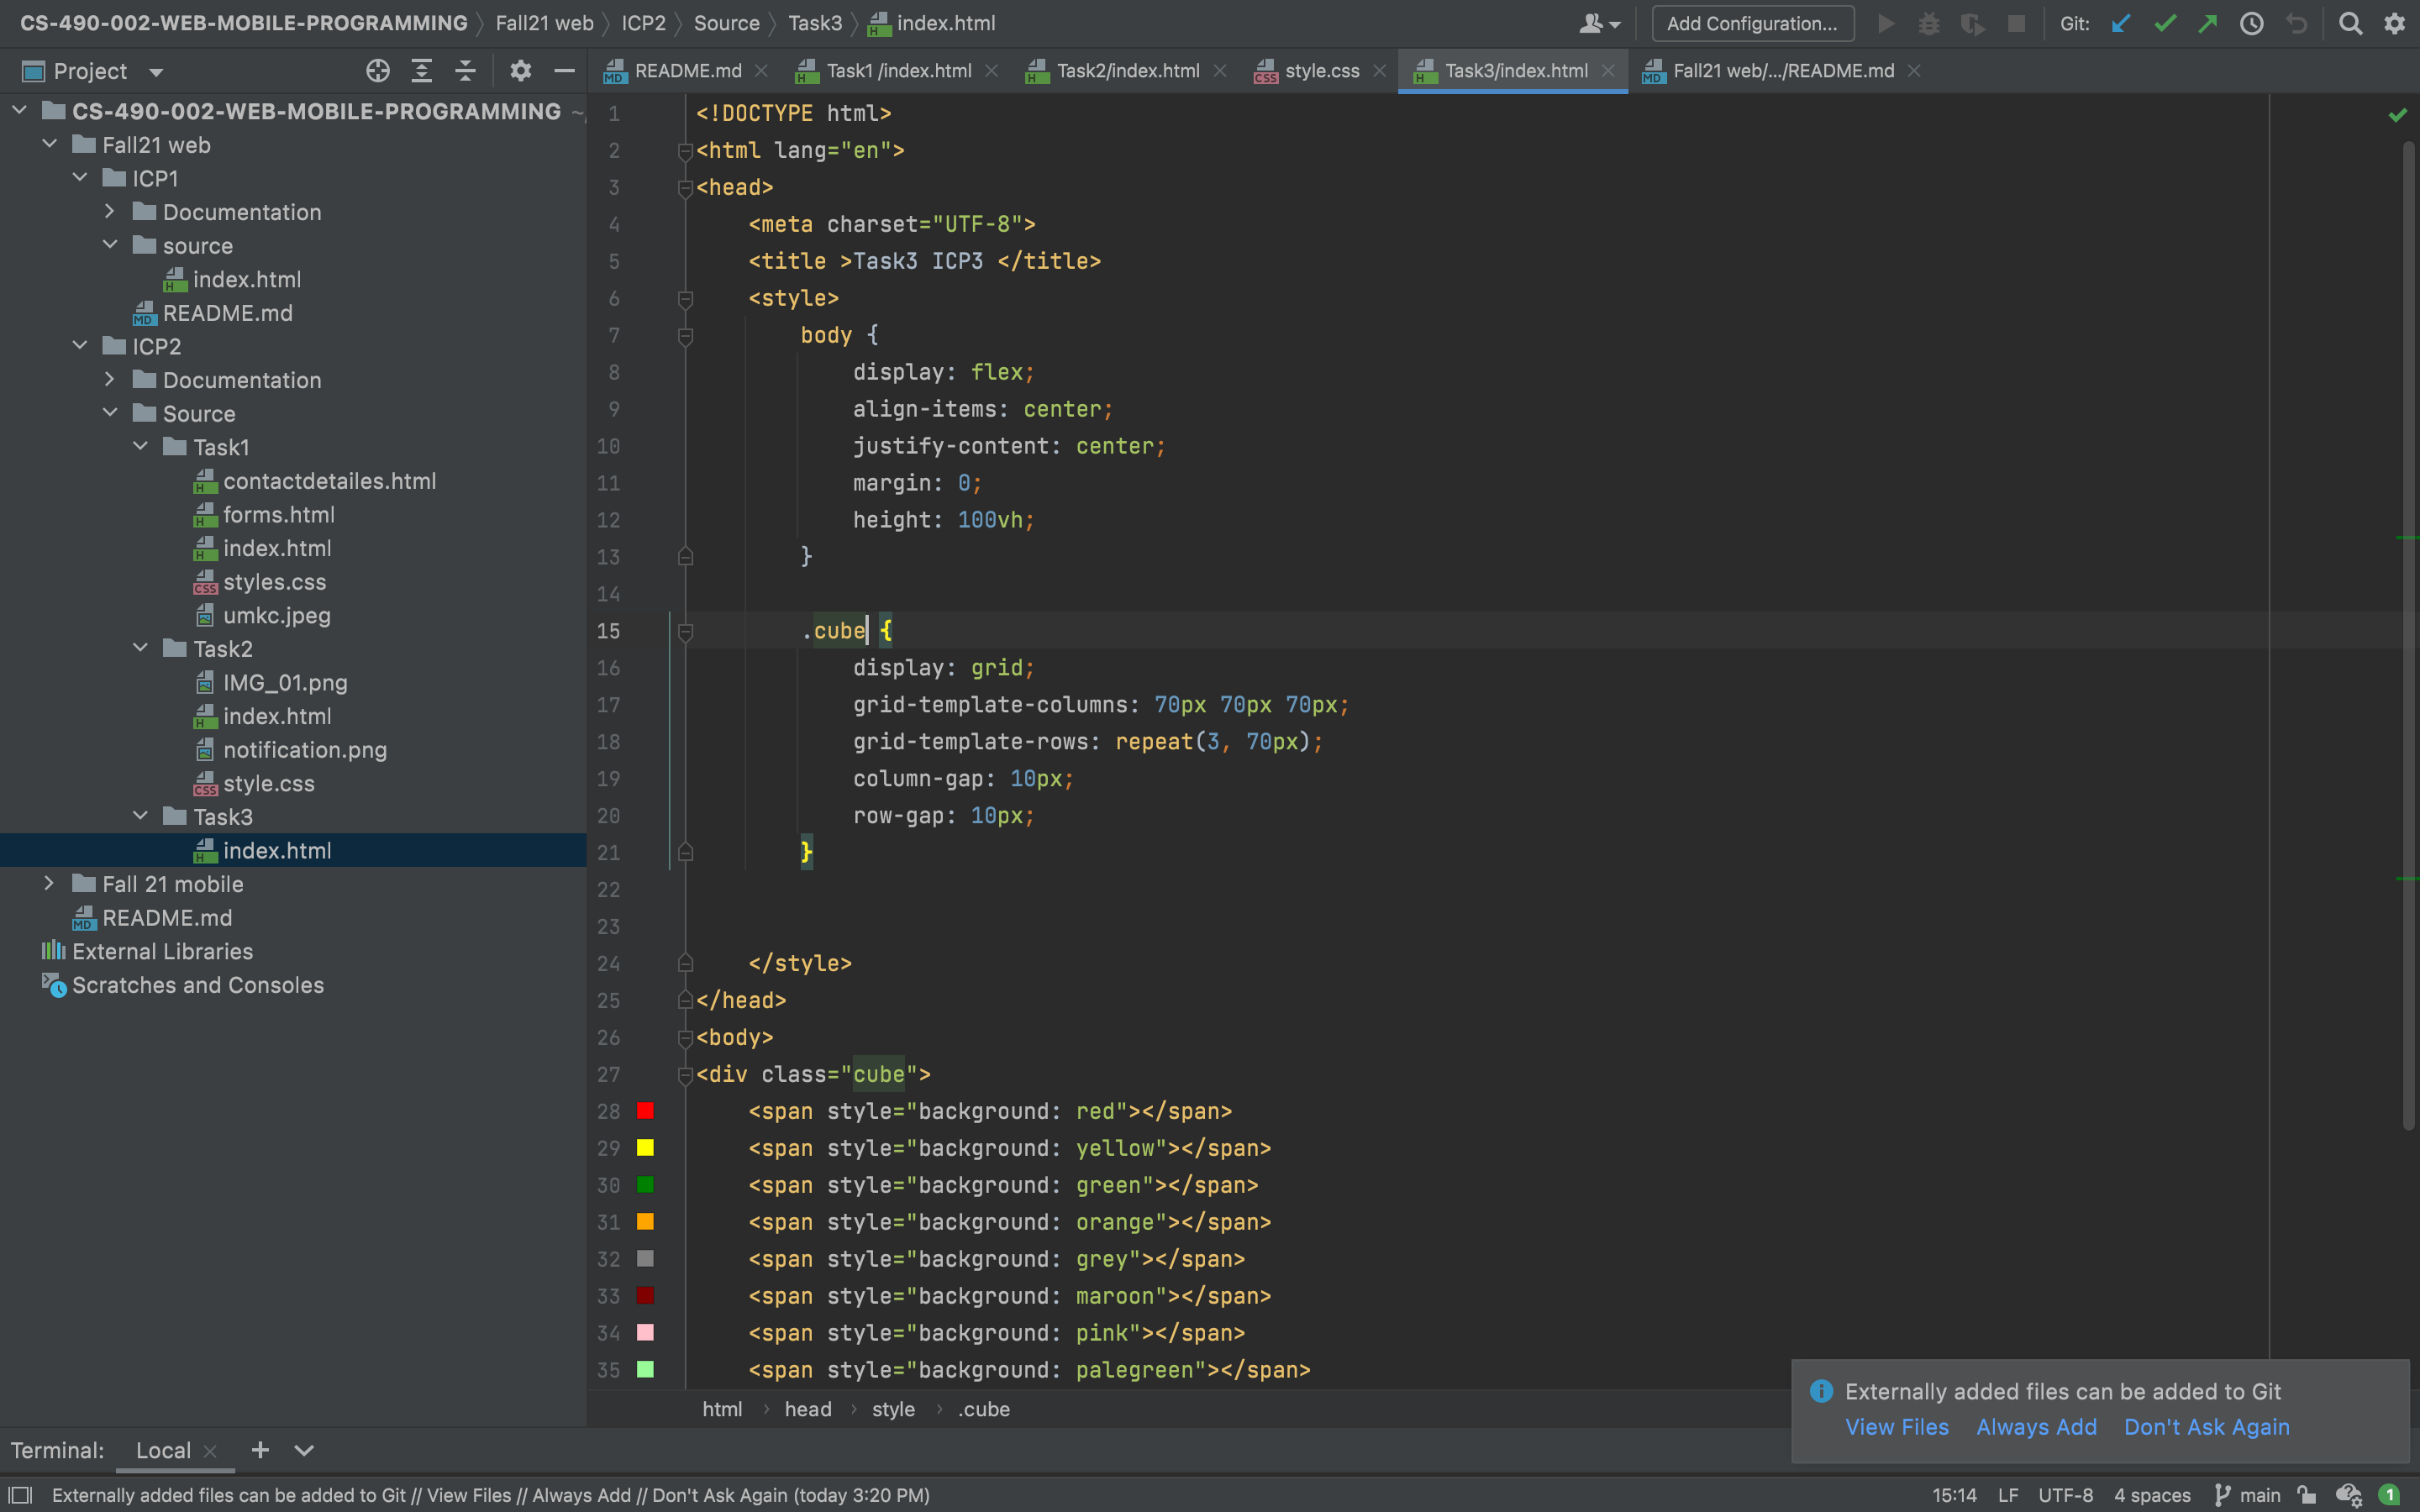 CS-490-002-WEB-MOBILE-PROGRAMMING Fall21 web ICP2 Source Task3 index.html Add Configuration... Git:
Project README.md Task1 /index.html Task2/index.html style.css Task3/index.html Fall21 web/.../README.md
CS-490-002-WEB-MOBILE-PROGRAMMING ~/
Fall21 web
ICP1
Documentation
source
index.html
README.md
ICP2
Documentation
Source
Task1
contactdetailes.html
forms.html
index.html
styles.css
umkc.jpeg
Task2
IMG_01.png
index.html
notification.png
style.css
Task3
index.html
Fall 21 mobile
README.md
External Libraries
Scratches and Consoles
1 <!DOCTYPE html>
2 <html lang="en">
3 <head>
4 <meta charset="UTF-8">
5 <title >Task3 ICP3 </title>
6 <style>
7 body {
8 display: flex;
9 align-items: center;
10 justify-content: center;
11 margin: 0;
12 height: 100vh;
13 }
14
15 .cube {
16 display: grid;
17 grid-template-columns: 70px 70px 70px;
18 grid-template-rows: repeat(3, 70px);
19 column-gap: 10px;
20 row-gap: 10px;
21 }
22
23
24 </style>
25 </head>
26 <body>
27 <div class="cube">
28 <span style="background: red"></span>
29 <span style="background: yellow"></span>
30 <span style="background: green"></span>
31 <span style="background: orange"></span>
32 <span style="background: grey"></span>
33 <span style="background: maroon"></span>
34 <span style="background: pink"></span>
35 <span style="background: palegreen"></span>
html head style .cube
Externally added files can be added to Git
View Files Always Add Don't Ask Again
Terminal: Local
Externally added files can be added to Git // View Files // Always Add // Don't Ask Again (today 3:20 PM) 15:14 LF UTF-8 4 spaces main 1